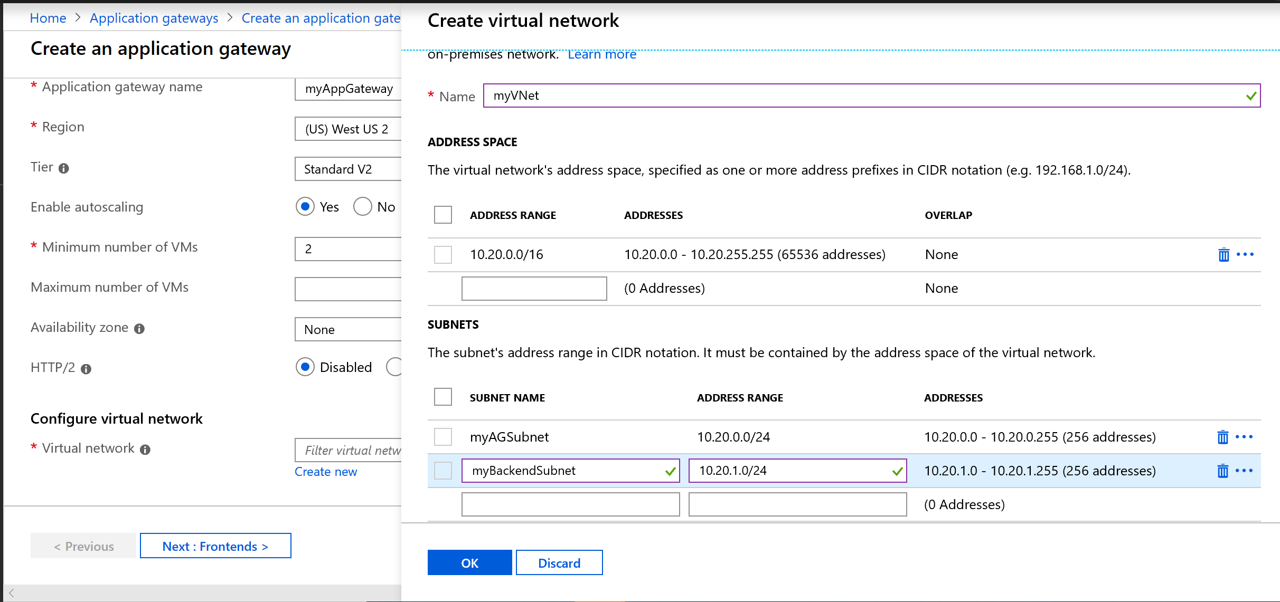 Home > Application gateways > Create an application gate
Create an application gateway
* Application gateway name
myAppGateway
* Region
(US) West US 2
Tier
Standard V2
Enable autoscaling
Yes
No
* Minimum number of VMs
2
Maximum number of VMs
Availability zone
None
HTTP/2
Disabled
Configure virtual network
* Virtual network
Filter virtual netw
Create new
< Previous
Next : Frontends >
Create virtual network
on-premises network. Learn more
* Name
myVNet
ADDRESS SPACE
The virtual network's address space, specified as one or more address prefixes in CIDR notation (e.g. 192.168.1.0/24).
ADDRESS RANGE ADDRESSES OVERLAP
10.20.0.0/16 10.20.0.0 - 10.20.255.255 (65536 addresses) None
(0 Addresses) None
SUBNETS
The subnet's address range in CIDR notation. It must be contained by the address space of the virtual network.
SUBNET NAME ADDRESS RANGE ADDRESSES
myAGSubnet 10.20.0.0/24 10.20.0.0 - 10.20.0.255 (256 addresses)
myBackendSubnet 10.20.1.0/24 10.20.1.0 - 10.20.1.255 (256 addresses)
(0 Addresses)
OK
Discard